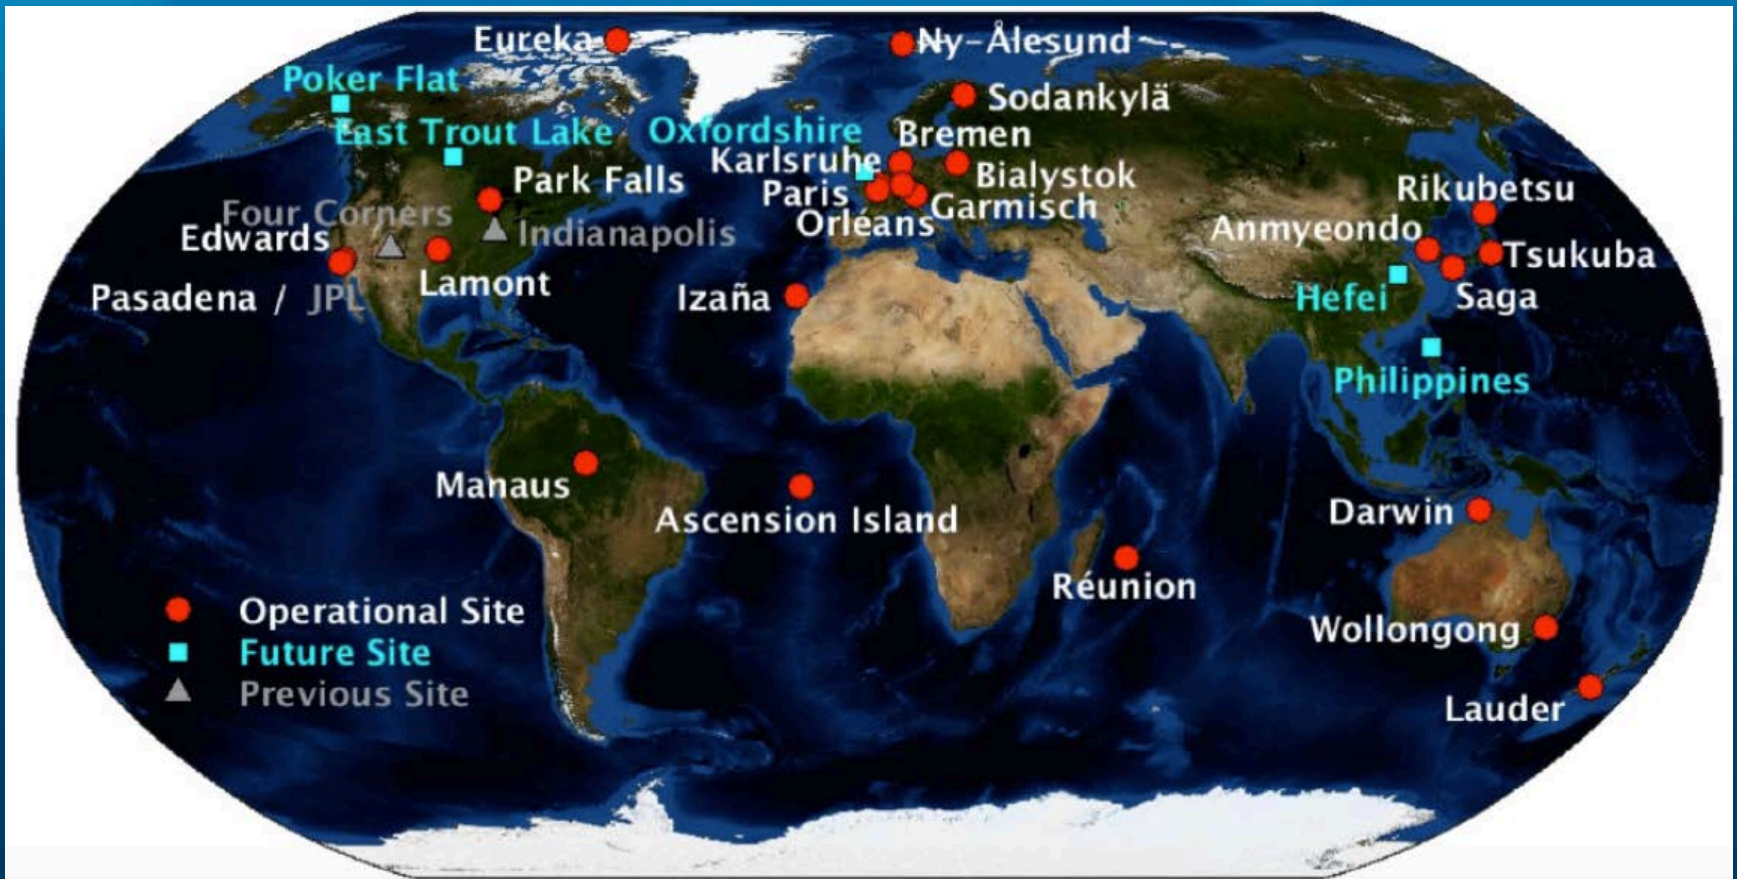 Eureka
Ny-Ålesund
Poker Flat
Sodankylä
East Trout Lake
Oxfordshire
Bremen
Karlsruhe
Park Falls
Bialystok
Paris
Rikubetsu
Four Corners
Garmisch
Orléans
Indianapolis
Edwards
Anmyeondo
Tsukuba
Lamont
Pasadena / JPL
Izaña
Hefei
Saga
Philippines
Manaus
Ascension Island
Darwin
Réunion
Operational Site
Wollongong
Future Site
Previous Site
Lauder